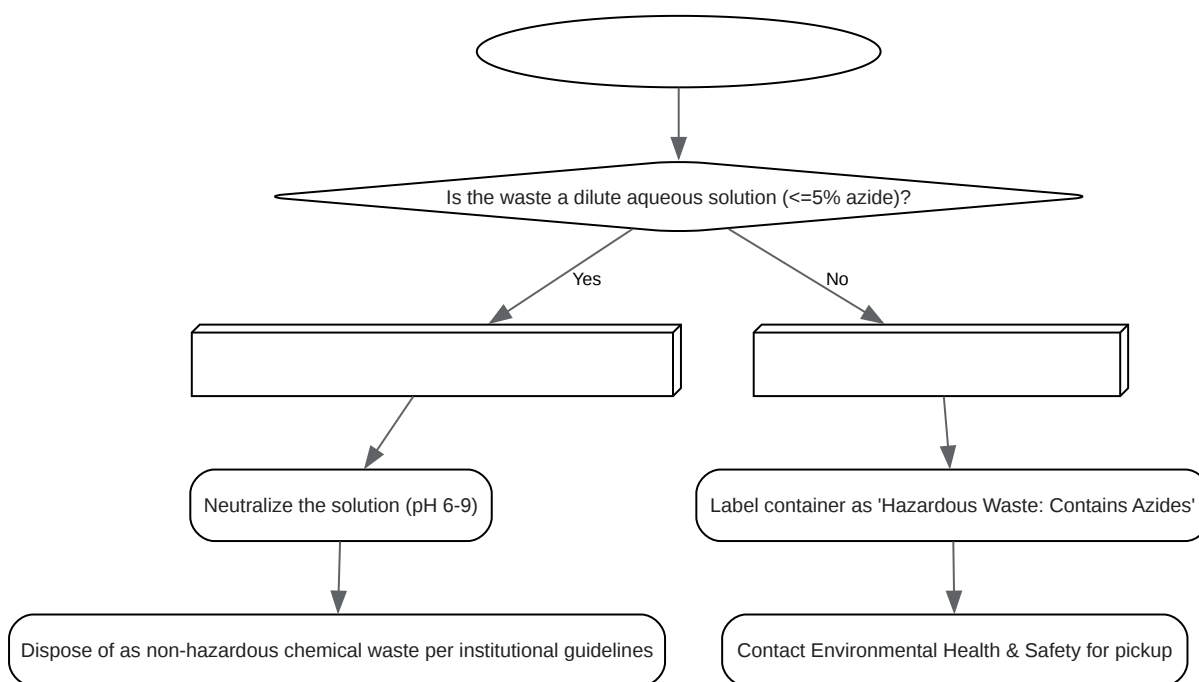 Is the waste a dilute aqueous solution (<=5% azide)?
Yes
No
Neutralize the solution (pH 6-9)
Label container as 'Hazardous Waste: Contains Azides'
Dispose of as non-hazardous chemical waste per institutional guidelines
Contact Environmental Health & Safety for pickup